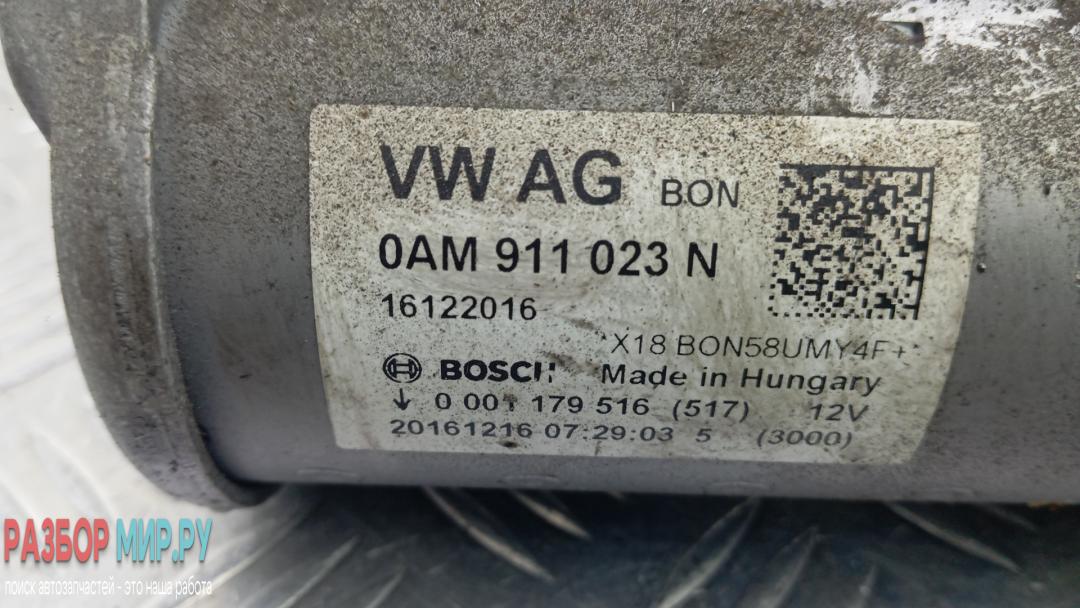 VW AG BON
0AM 911 023 N
16122016
*X18 BON58UMY4F+*
BOSCH Made in Hungary
↓ 0 001 179 516 (517) 12V
20161216 07:29:03 5 (3000)
РАЗБОР МИР.РУ
поиск автозапчастей - это наша работа